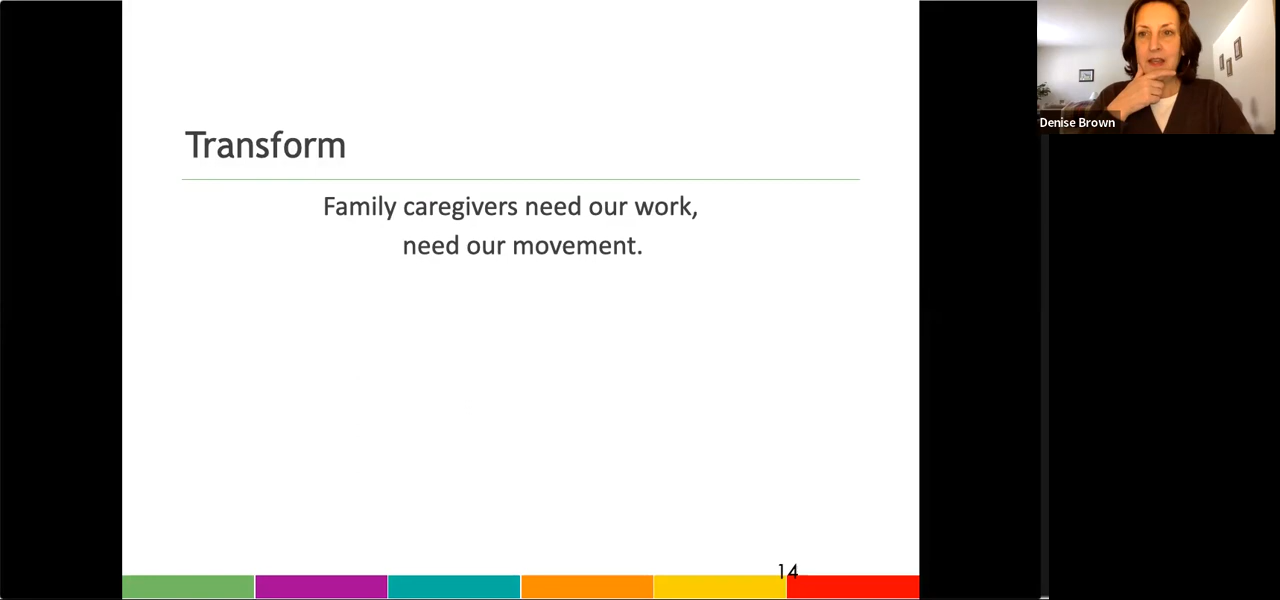 Transform
Family caregivers need our work,
need our movement.
14
Denise Brown